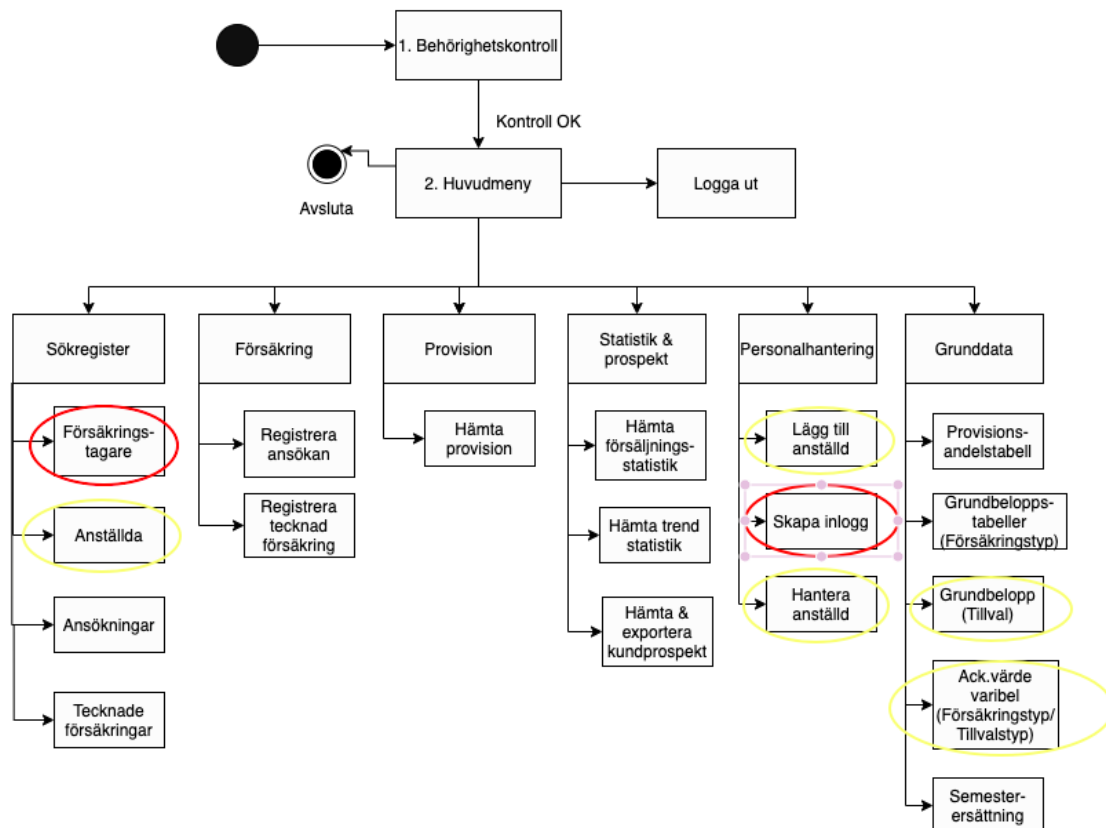 1. Behörighetskontroll
Kontroll OK
2. Huvudmeny
Logga ut
Avsluta
Sökregister
Försäkring
Provision
Statistik &
prospekt
Personalhantering
Grunddata
Försäkrings-
tagare
Anställda
Ansökningar
Tecknade
försäkringar
Registrera
ansökan
Registrera
tecknad
försäkring
Hämta
provision
Hämta
försäljnings-
statistik
Hämta trend
statistik
Hämta &
exportera
kundprospekt
Lägg till
anställd
Skapa inlogg
Hantera
anställd
Provisions-
andelstabell
Grundbelopps-
tabeller
(Försäkringstyp)
Grundbelopp
(Tillval)
Ack.värde
varibel
(Försäkringstyp/
Tillvalstyp)
Semester-
ersättning